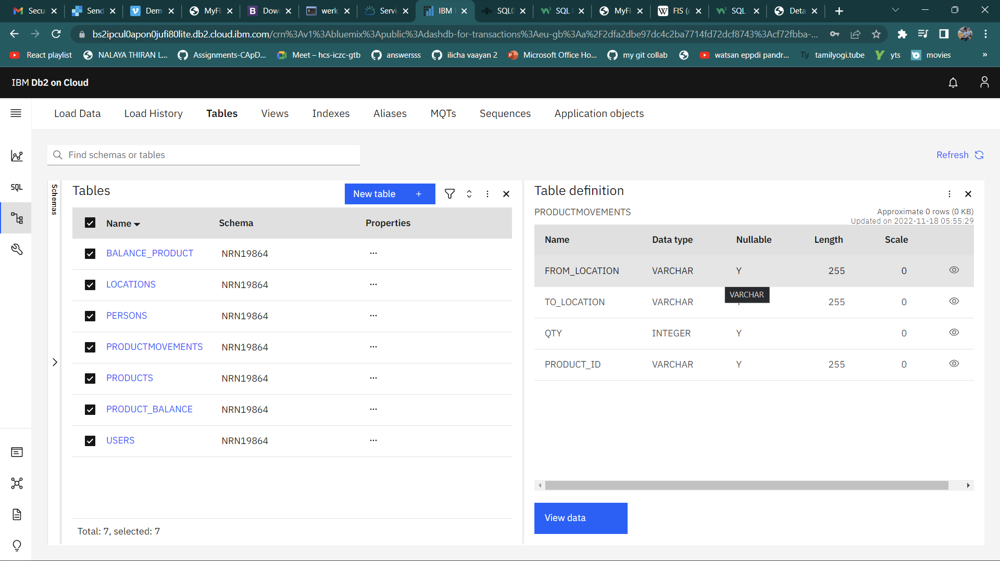 Secu
Send
Dem
MyFl
Dow
werk
Servi
IBM
SQL0
SQL
MyFl
FIS (
SQL
Deta
bs2ipcul0apon0jufi80lite.db2.cloud.ibm.com/crn%3Av1%3Abluemix%3Apublic%3Adashdb-for-transactions%3Aeu-gb%3Aa%2F2dfa2dbe97dc4c2ba7714fd72dcf8743%3Acf72fbba-...
React playlist
NALAYA THIRAN L...
Assignments-CApD...
Meet – hcs-iczc-gtb
answersss
ilicha vaayan 2
Microsoft Office Ho...
my git collab
watsan eppdi pandr...
Ty tamilyogi.tube
yts
movies
»
IBM Db2 on Cloud
Load Data
Load History
Tables
Views
Indexes
Aliases
MQTs
Sequences
Application objects
SQL
Find schemas or tables
Refresh
Schemas
Tables
New table +
Name Schema Properties
BALANCE_PRODUCT NRN19864 ...
LOCATIONS NRN19864 ...
PERSONS NRN19864 ...
PRODUCTMOVEMENTS NRN19864 ...
PRODUCTS NRN19864 ...
PRODUCT_BALANCE NRN19864 ...
USERS NRN19864 ...
Total: 7, selected: 7
Table definition
PRODUCTMOVEMENTS
Approximate 0 rows (0 KB)
Updated on 2022-11-18 05:55:29
Name Data type Nullable Length Scale
FROM_LOCATION VARCHAR Y 255 0
VARCHAR
TO_LOCATION VARCHAR 255 0
QTY INTEGER Y 0
PRODUCT_ID VARCHAR Y 255 0
View data